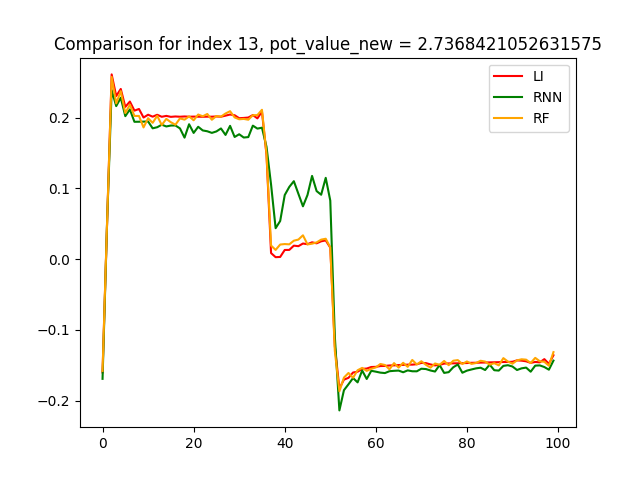 Comparison for index 13, pot_value_new = 2.7368421052631575
LI
RNN
RF
0.2
0.1
0.0
−0.1
−0.2
0 20 40 60 80 100